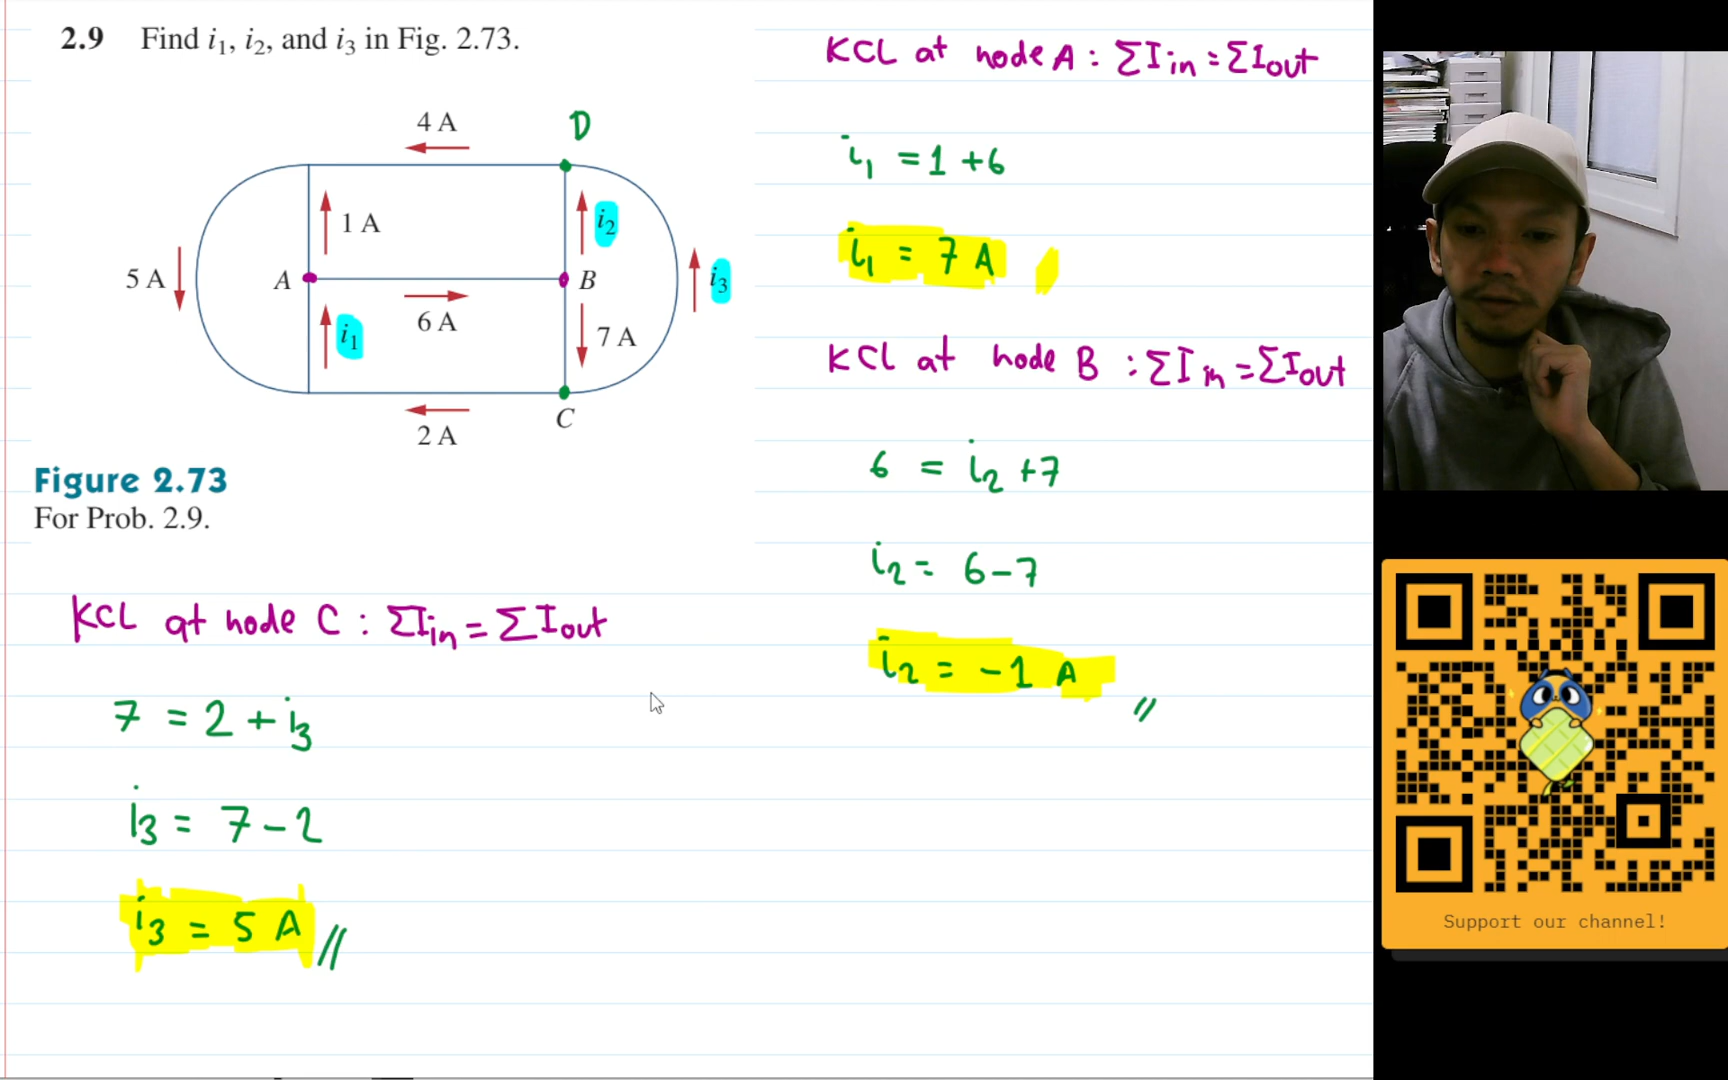 2.9 Find i₁, i₂, and i₃ in Fig. 2.73.
4 A
D
1 A
i₂
5 A
A
B
i₃
6 A
i₁
7 A
C
2 A
Figure 2.73
For Prob. 2.9.
KCL at node C : ΣIin = ΣIout
7 = 2 + i₃
i₃ = 7 - 2
i₃ = 5 A //
KCL at node A : ΣIin = ΣIout
i₁ = 1 + 6
i₁ = 7 A
KCL at node B : ΣIin = ΣIout
6 = i₂ + 7
i₂ = 6 - 7
i₂ = -1 A //
Support our channel!